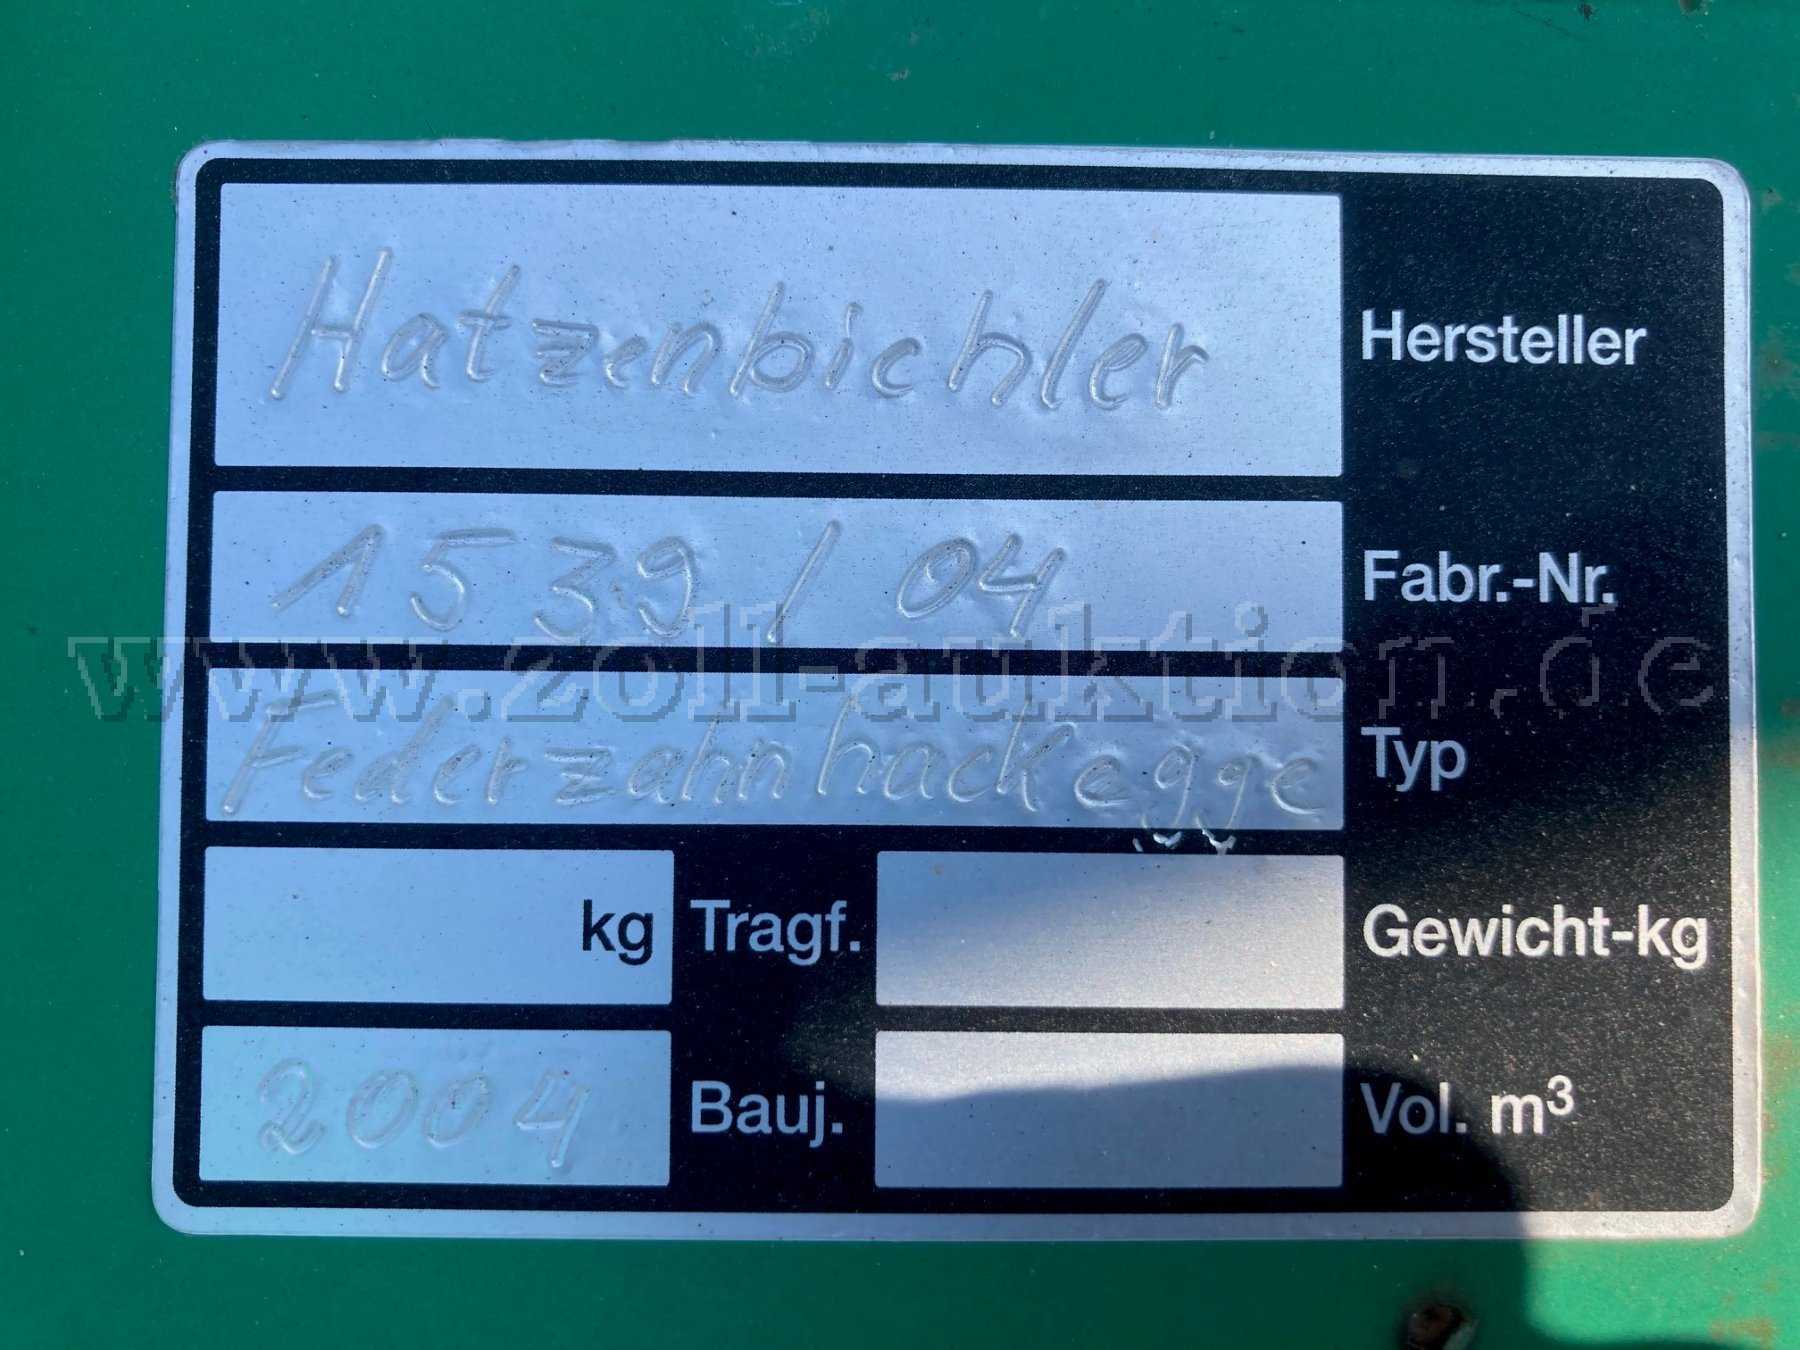 Hatzenbichler Hersteller
1539/04 Fabr.-Nr.
www.zoll-auktion.de
Federzahnhackegge Typ
kg Tragf. Gewicht-kg
2004 Bauj. Vol. m³